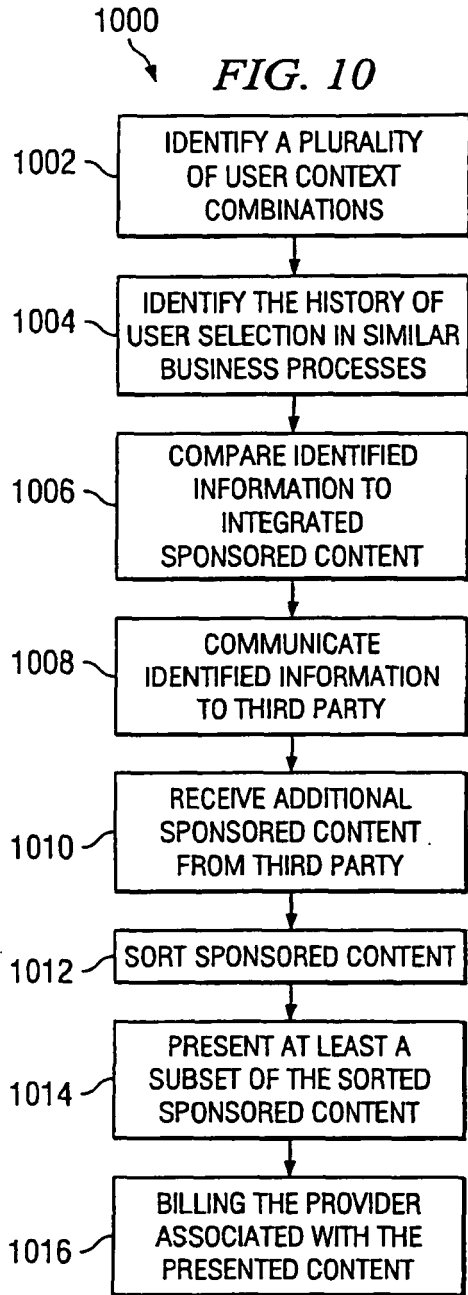 1000
FIG. 10
1002
IDENTIFY A PLURALITY
OF USER CONTEXT
COMBINATIONS
1004
IDENTIFY THE HISTORY OF
USER SELECTION IN SIMILAR
BUSINESS PROCESSES
1006
COMPARE IDENTIFIED
INFORMATION TO
INTEGRATED
SPONSORED CONTENT
1008
COMMUNICATE
IDENTIFIED INFORMATION
TO THIRD PARTY
1010
RECEIVE ADDITIONAL
SPONSORED CONTENT
FROM THIRD PARTY
1012
SORT SPONSORED CONTENT
1014
PRESENT AT LEAST A
SUBSET OF THE SORTED
SPONSORED CONTENT
1016
BILLING THE PROVIDER
ASSOCIATED WITH THE
PRESENTED CONTENT